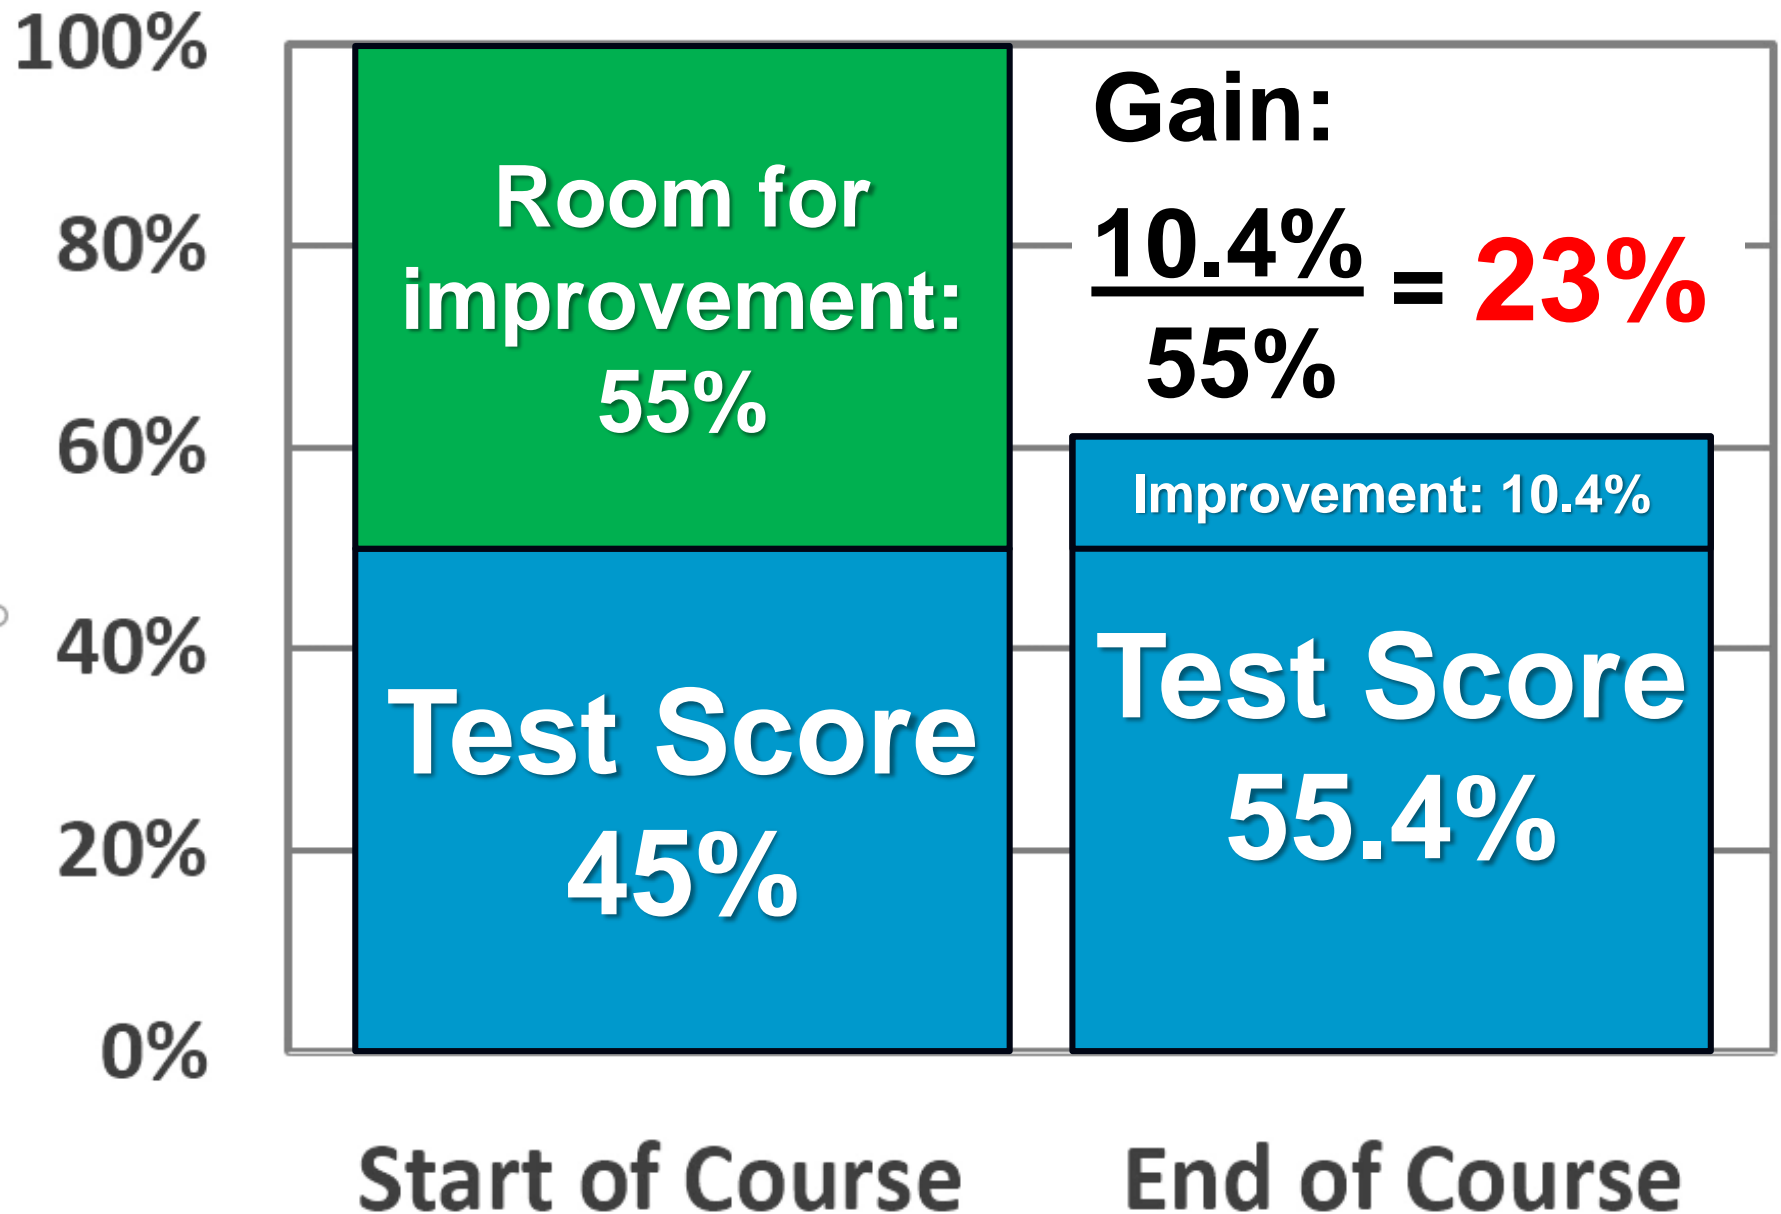 100%
80%
60%
40%
20%
0%
Room for
improvement:
55%
Test Score
45%
Gain:
10.4%
55%
= 23%
Improvement: 10.4%
Test Score
55.4%
Start of Course
End of Course